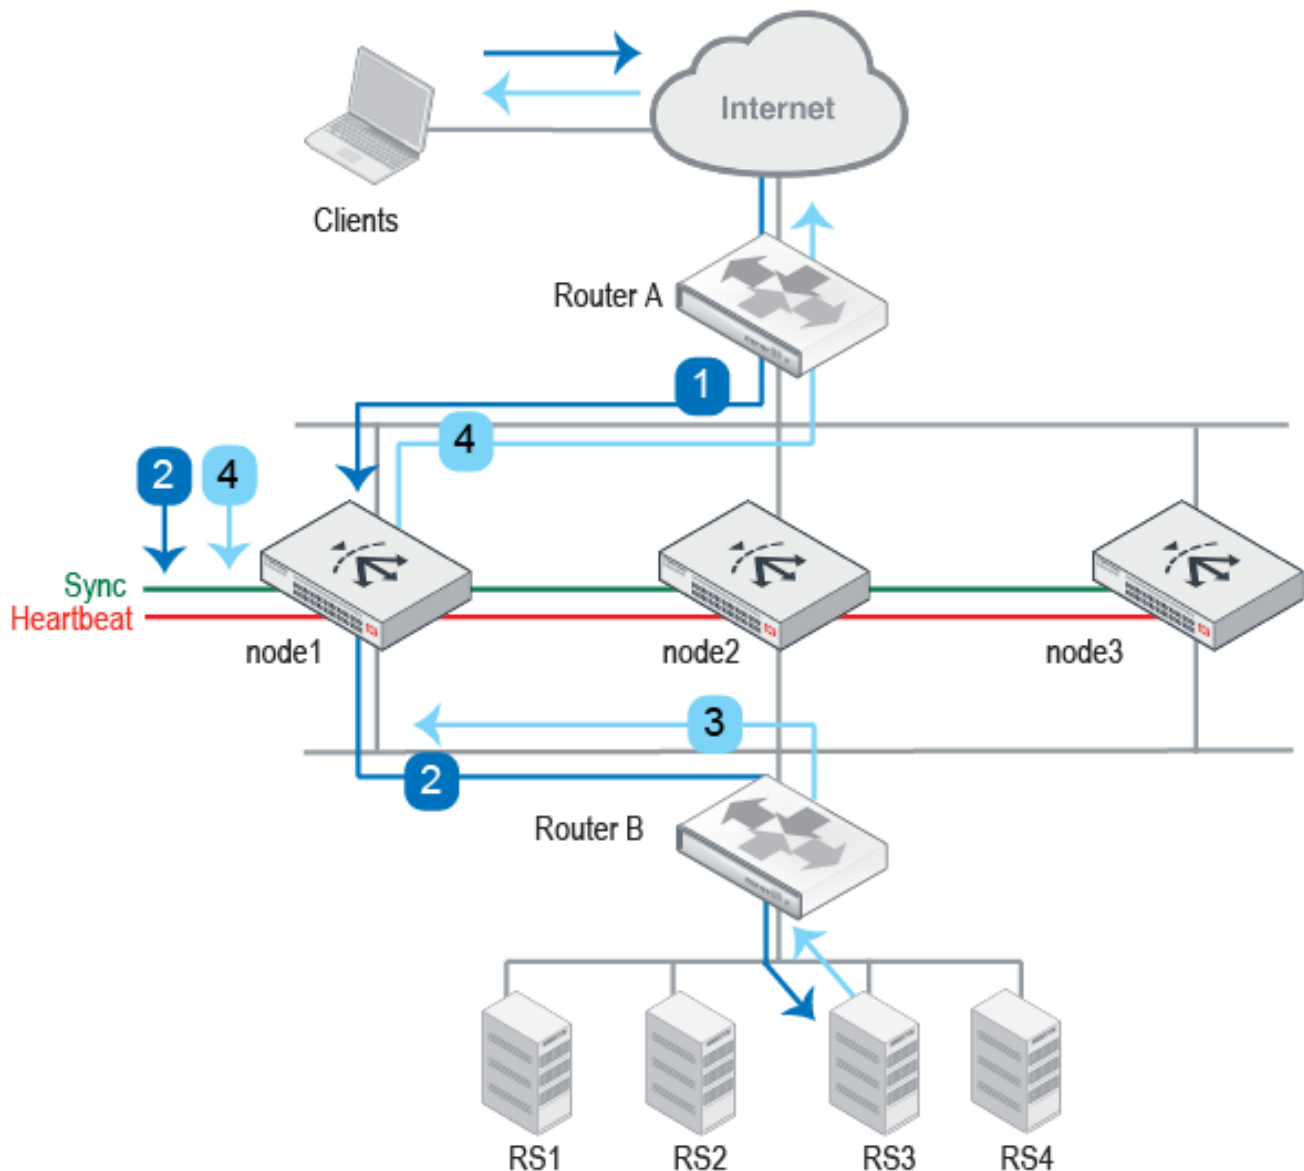 Internet
Clients
Router A
1
4
2
4
Sync
Heartbeat
node1
node2
node3
3
2
Router B
RS1
RS2
RS3
RS4